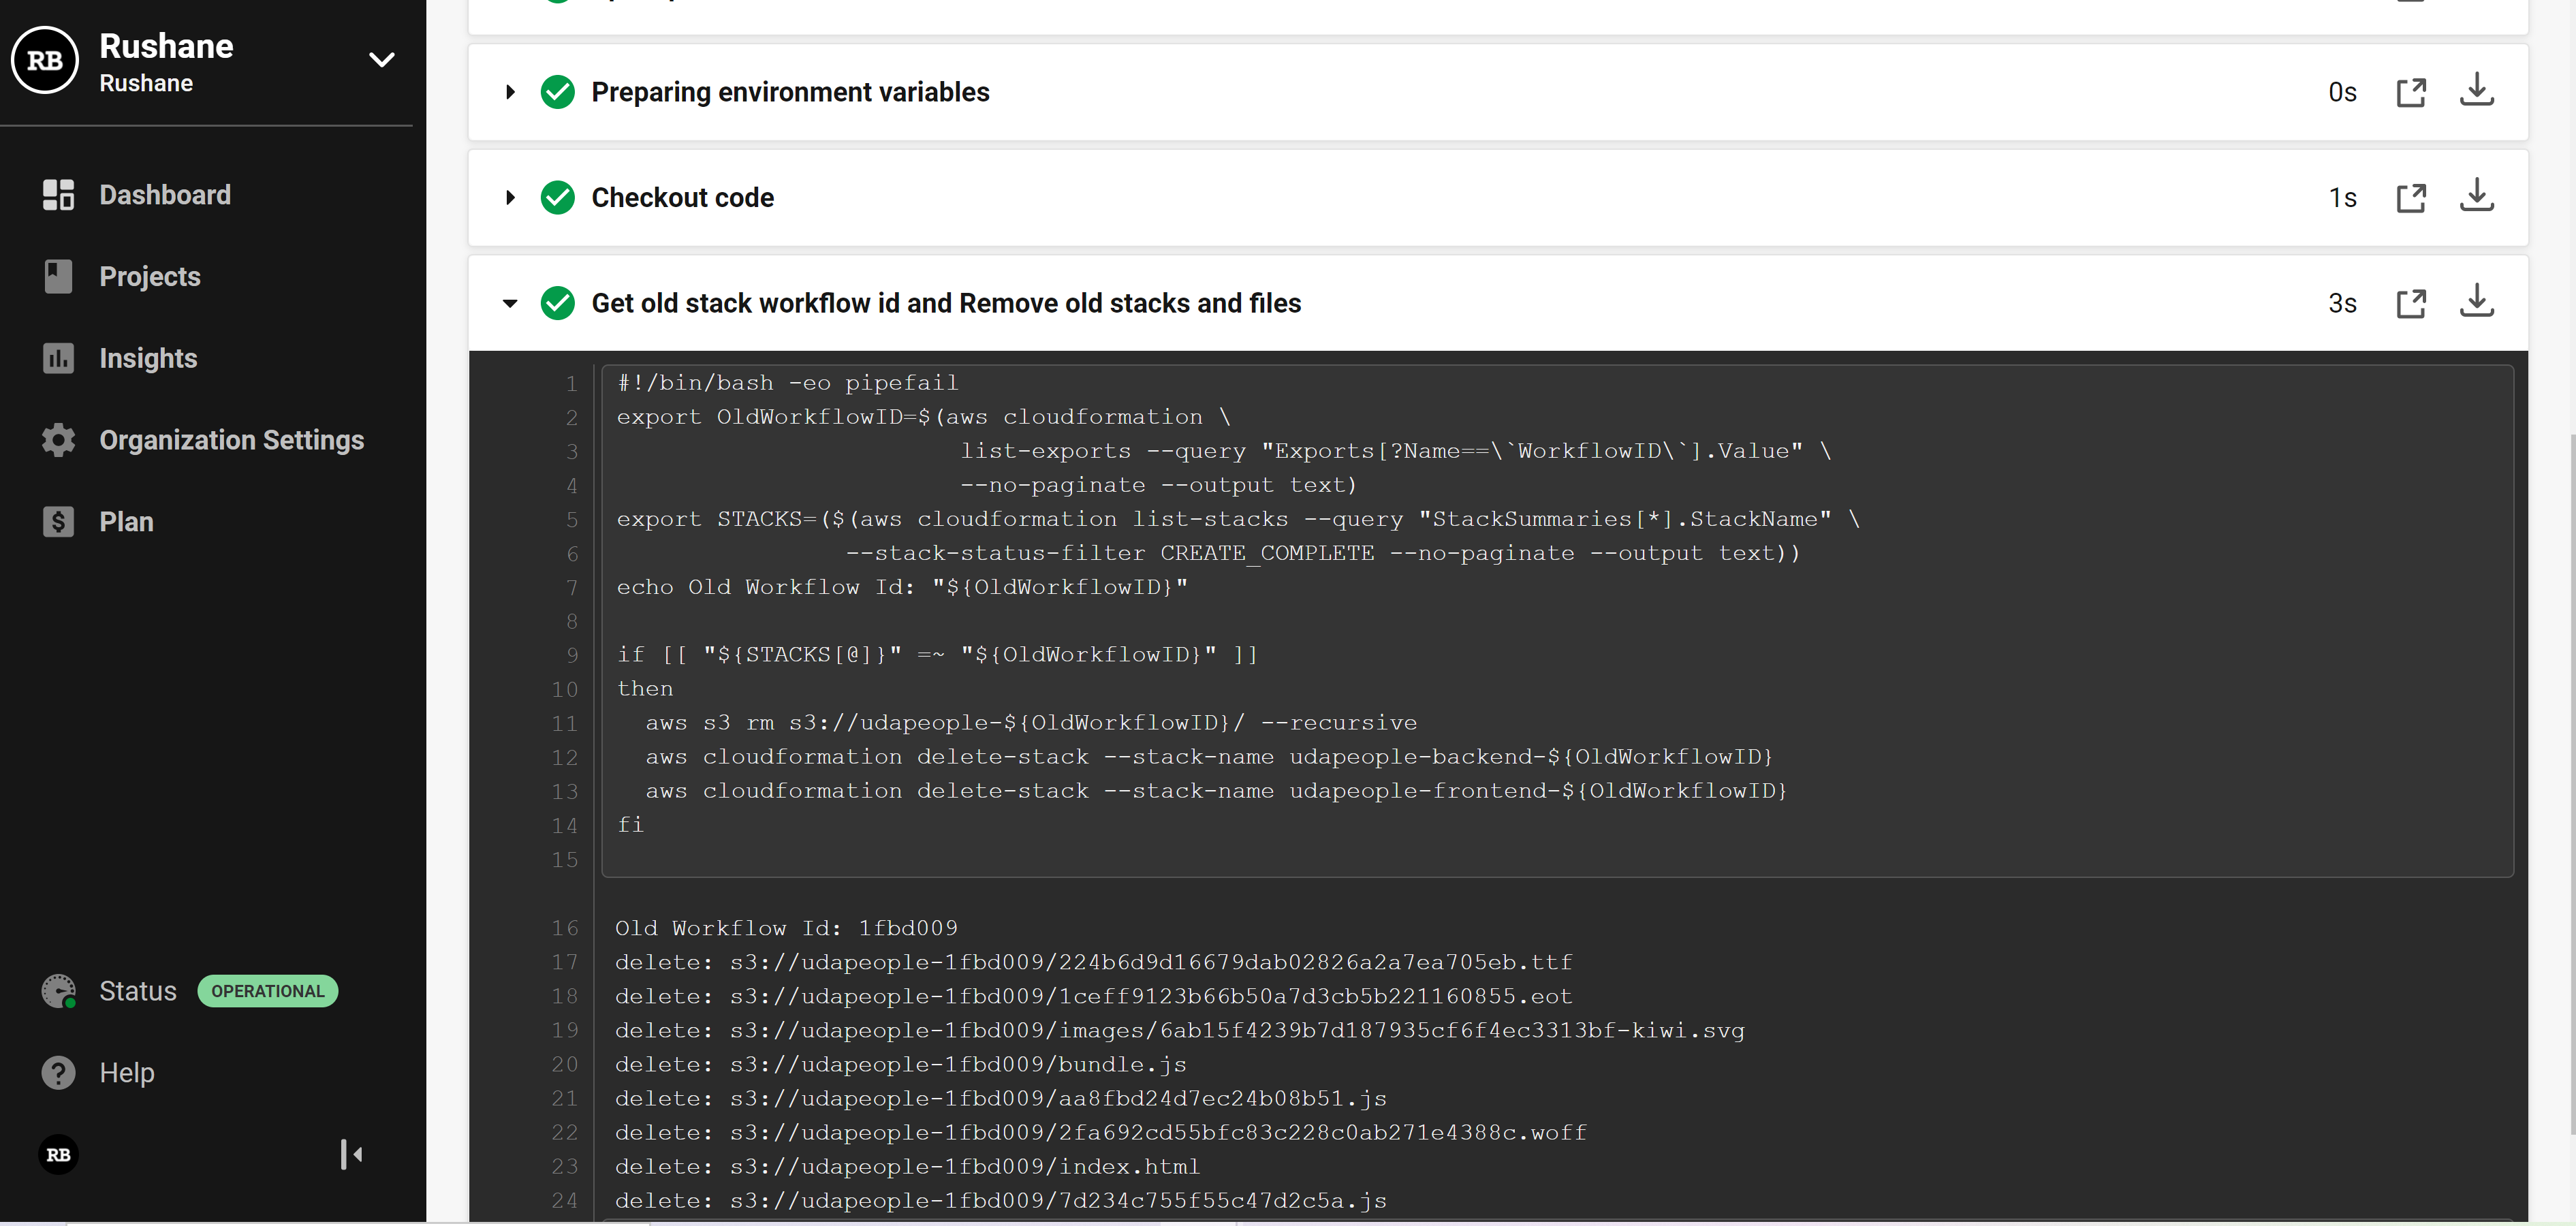 RB
Rushane
Rushane
Dashboard
Projects
Insights
Organization Settings
Plan
Status OPERATIONAL
Help
RB
Preparing environment variables 0s
Checkout code 1s
Get old stack workflow id and Remove old stacks and files 3s
1 #!/bin/bash -eo pipefail
2 export OldWorkflowID=$(aws cloudformation \
3 list-exports --query "Exports[?Name==\`WorkflowID\`].Value" \
4 --no-paginate --output text)
5 export STACKS=($(aws cloudformation list-stacks --query "StackSummaries[*].StackName" \
6 --stack-status-filter CREATE_COMPLETE --no-paginate --output text))
7 echo Old Workflow Id: "${OldWorkflowID}"
8
9 if [[ "${STACKS[@]}" =~ "${OldWorkflowID}" ]]
10 then
11 aws s3 rm s3://udapeople-${OldWorkflowID}/ --recursive
12 aws cloudformation delete-stack --stack-name udapeople-backend-${OldWorkflowID}
13 aws cloudformation delete-stack --stack-name udapeople-frontend-${OldWorkflowID}
14 fi
15
16 Old Workflow Id: 1fbd009
17 delete: s3://udapeople-1fbd009/224b6d9d16679dab02826a2a7ea705eb.ttf
18 delete: s3://udapeople-1fbd009/1ceff9123b66b50a7d3cb5b221160855.eot
19 delete: s3://udapeople-1fbd009/images/6ab15f4239b7d187935cf6f4ec3313bf-kiwi.svg
20 delete: s3://udapeople-1fbd009/bundle.js
21 delete: s3://udapeople-1fbd009/aa8fbd24d7ec24b08b51.js
22 delete: s3://udapeople-1fbd009/2fa692cd55bfc83c228c0ab271e4388c.woff
23 delete: s3://udapeople-1fbd009/index.html
24 delete: s3://udapeople-1fbd009/7d234c755f55c47d2c5a.js